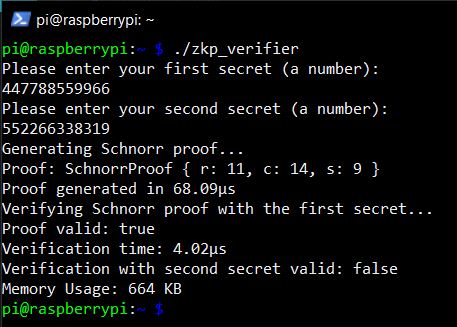 pi@raspberrypi: ~
pi@raspberrypi:~ $ ./zkp_verifier
Please enter your first secret (a number):
447788559966
Please enter your second secret (a number):
552266338319
Generating Schnorr proof...
Proof: SchnorrProof { r: 11, c: 14, s: 9 }
Proof generated in 68.09µs
Verifying Schnorr proof with the first secret...
Proof valid: true
Verification time: 4.02µs
Verification with second secret valid: false
Memory Usage: 664 KB
pi@raspberrypi:~ $